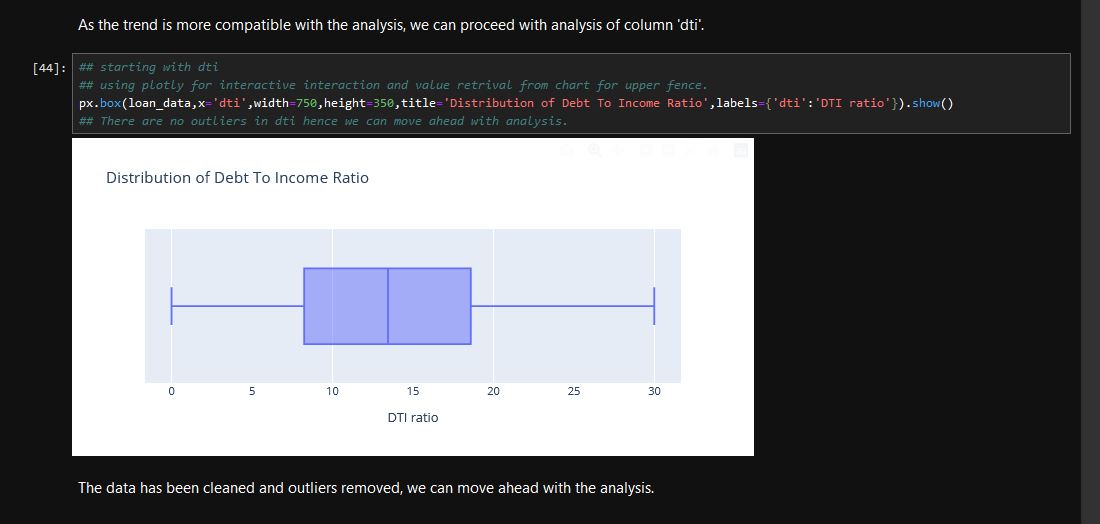 As the trend is more compatible with the analysis, we can proceed with analysis of column 'dti'.
[44]:
## starting with dti
## using plotly for interactive interaction and value retrival from chart for upper fence.
px.box(loan_data,x='dti',width=750,height=350,title='Distribution of Debt To Income Ratio',labels={'dti':'DTI ratio'}).show()
## There are no outliers in dti hence we can move ahead with analysis.
Distribution of Debt To Income Ratio
0 5 10 15 20 25 30
DTI ratio
The data has been cleaned and outliers removed, we can move ahead with the analysis.